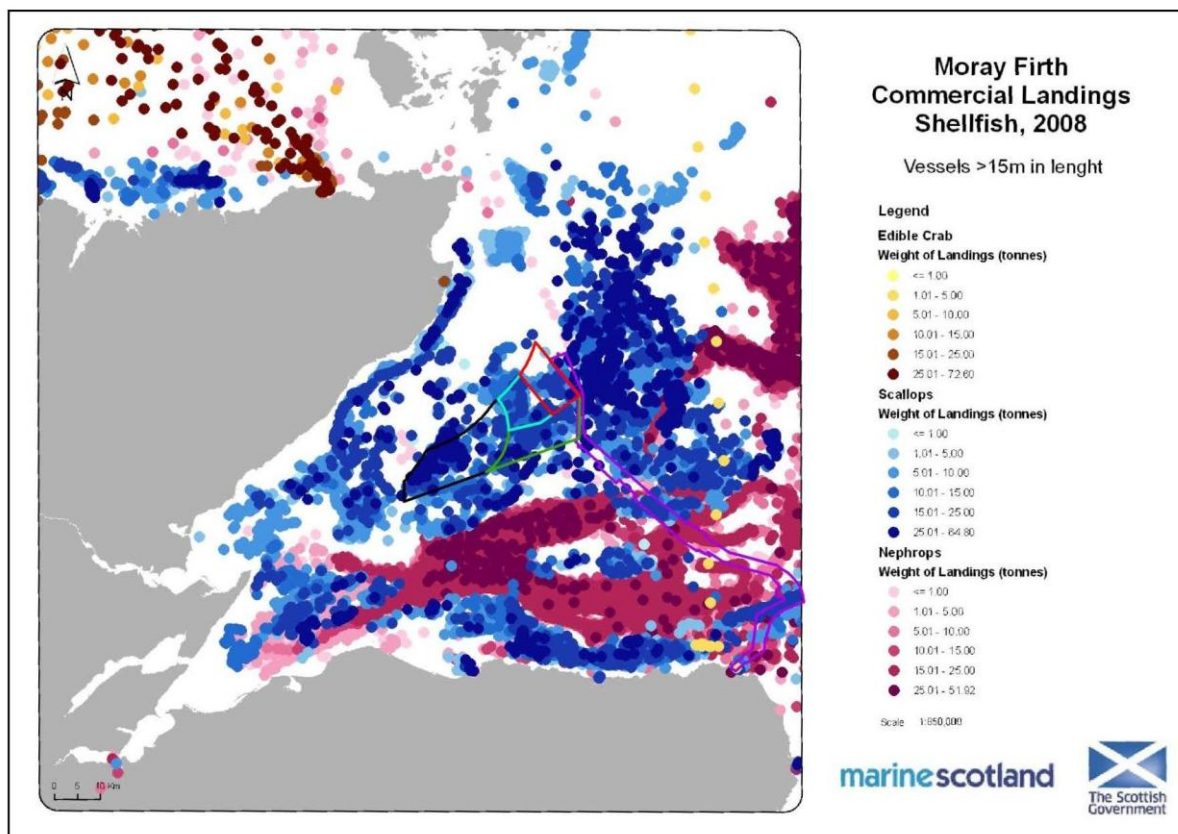 Moray Firth
Commercial Landings
Shellfish, 2008
Vessels >15m in lenght
Legend
Edible Crab
Weight of Landings (tonnes)
<= 1.00
1.01 - 5.00
5.01 - 10.00
10.01 - 15.00
15.01 - 25.00
25.01 - 72.60
Scallops
Weight of Landings (tonnes)
<= 1.00
1.01 - 5.00
5.01 - 10.00
10.01 - 15.00
15.01 - 25.00
25.01 - 64.80
Nephrops
Weight of Landings (tonnes)
<= 1.00
1.01 - 5.00
5.01 - 10.00
10.01 - 15.00
15.01 - 25.00
25.01 - 51.92
Scale 1:850,000
0 5 10 Km
marinescotland
The Scottish
Government